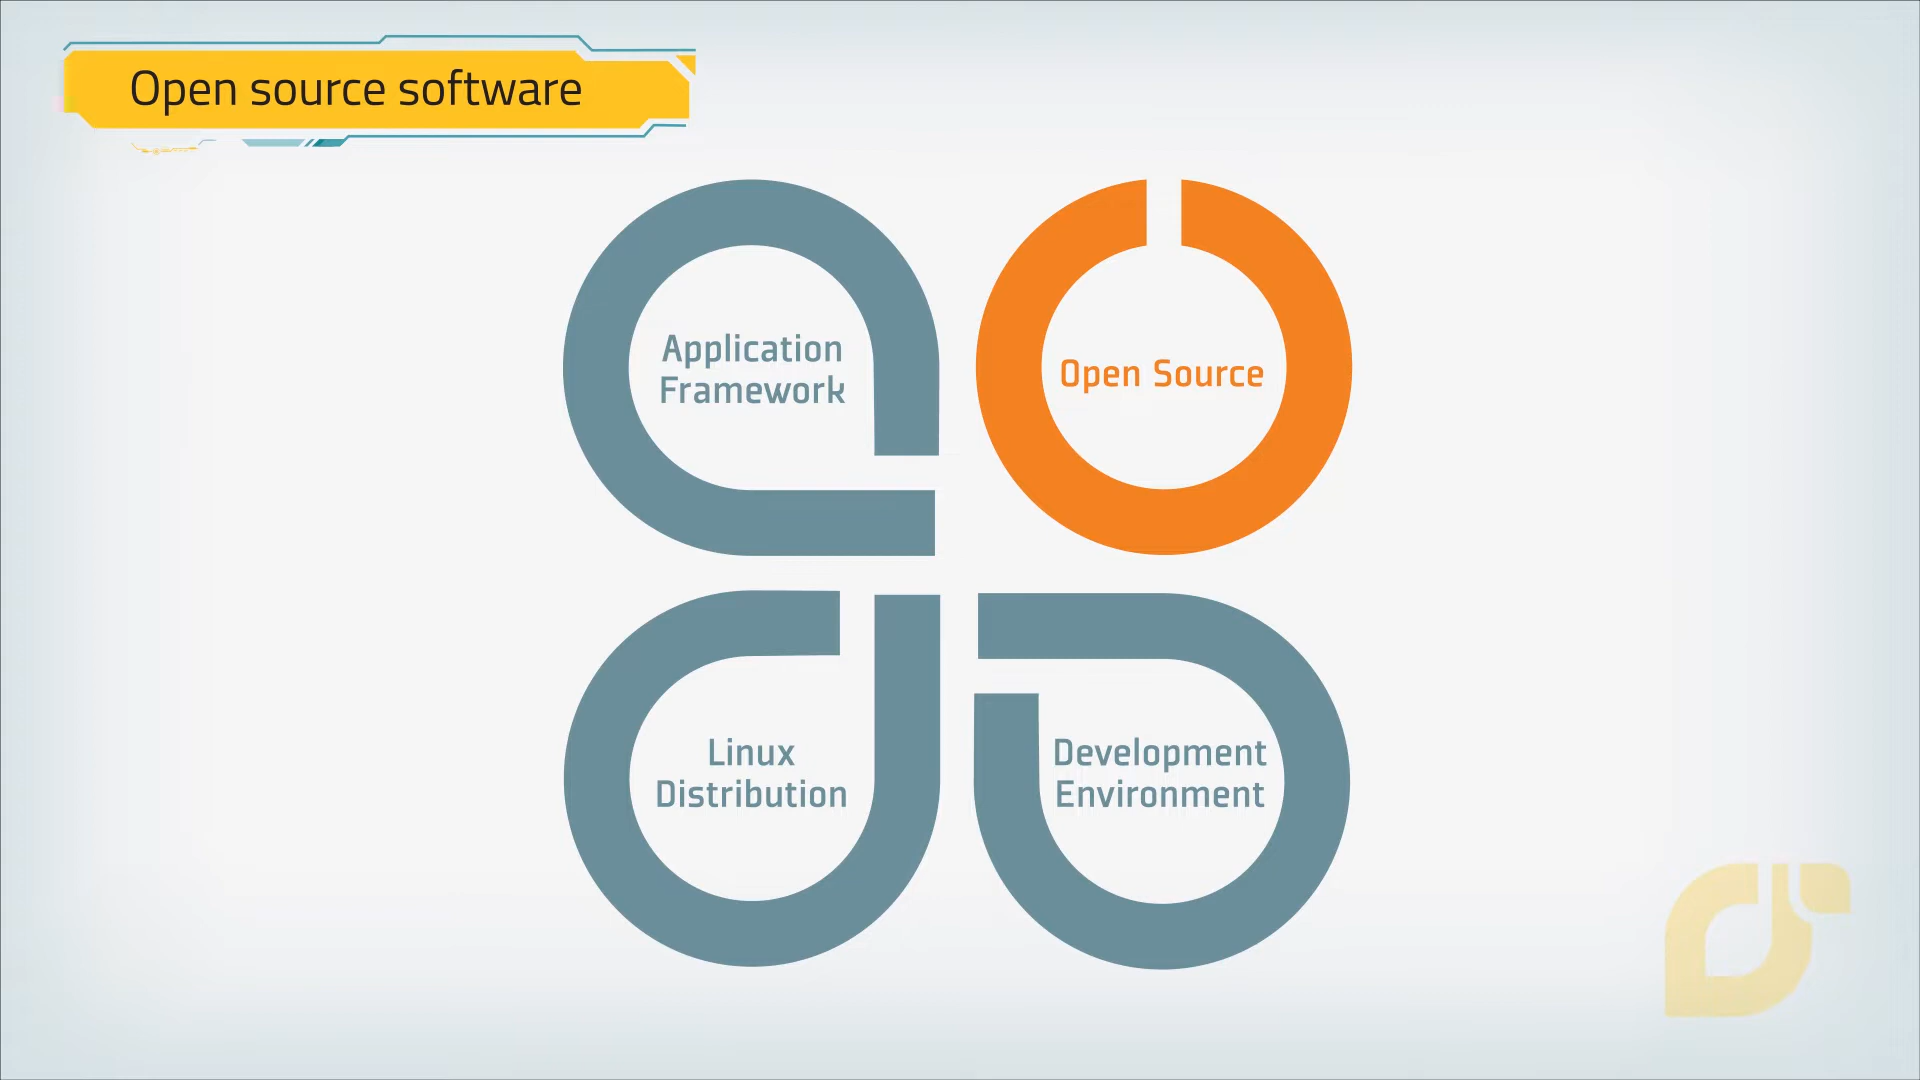 Open source software
Application
Framework
Open Source
Linux
Distribution
Development
Environment